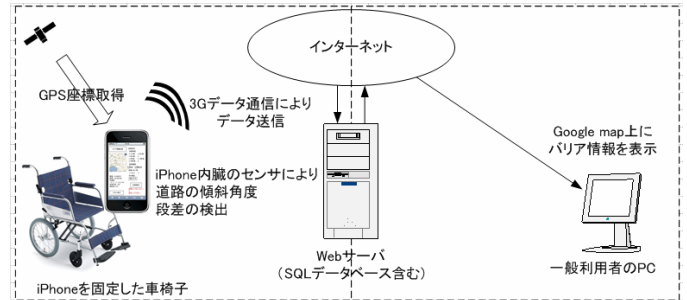 インターネット
GPS座標取得
3Gデータ通信により
データ送信
Google map上に
バリア情報を表示
iPhone内臓のセンサにより
道路の傾斜角度
段差の検出
Webサーバ
（SQLデータベース含む）
一般利用者のPC
iPhoneを固定した車椅子